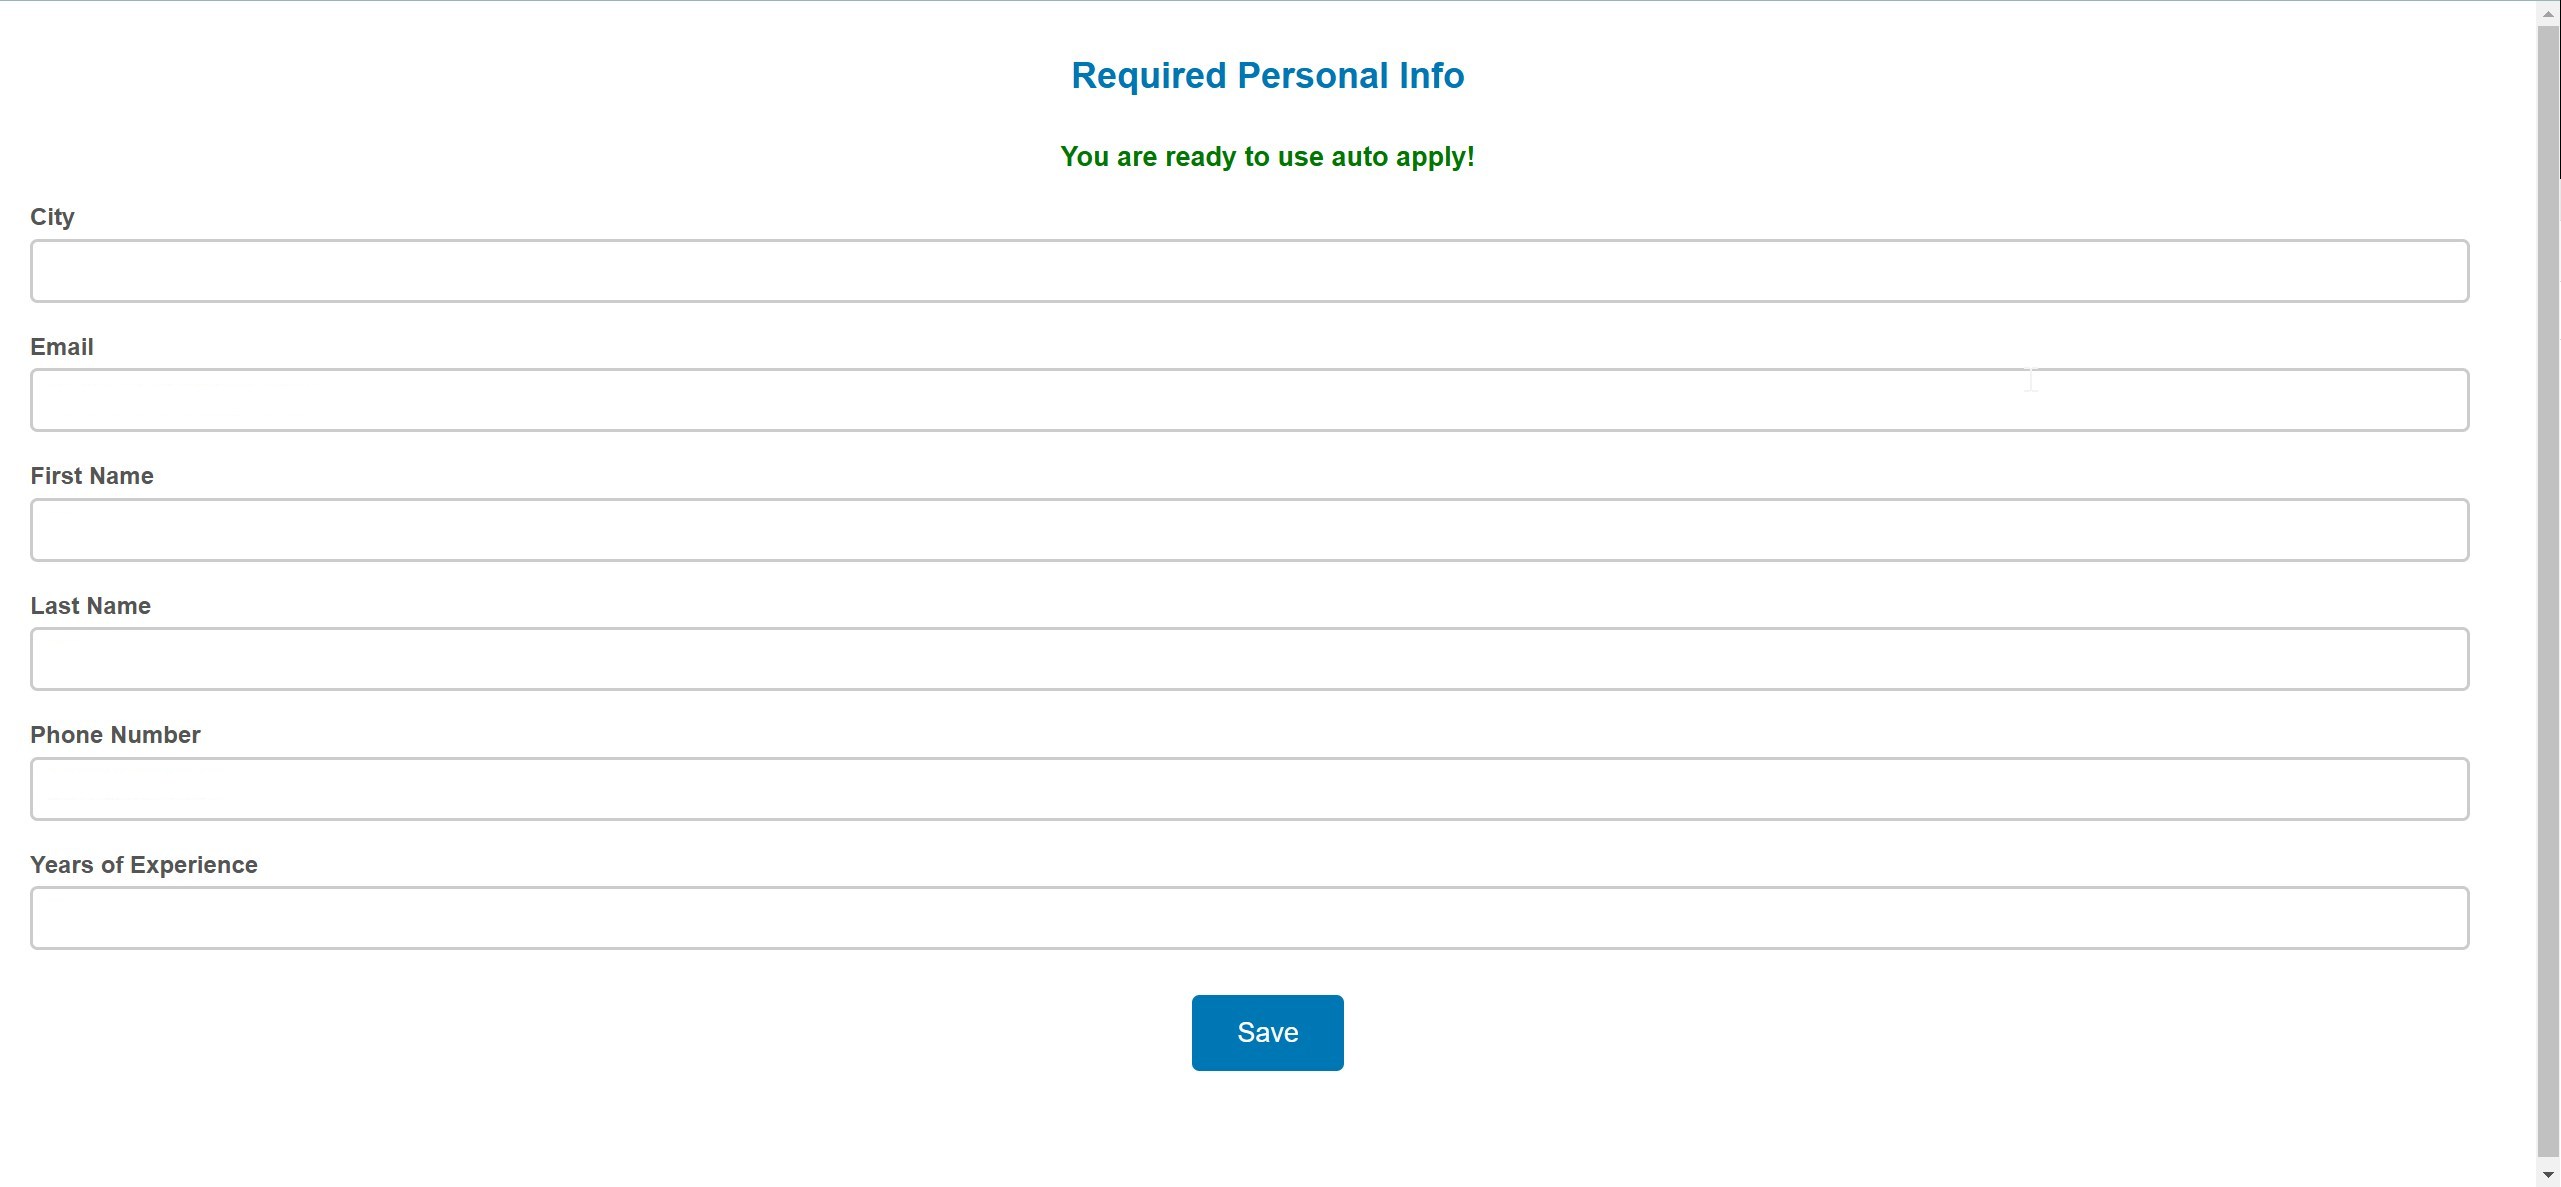 Required Personal Info
You are ready to use auto apply!
City
Email
First Name
Last Name
Phone Number
Years of Experience
Save